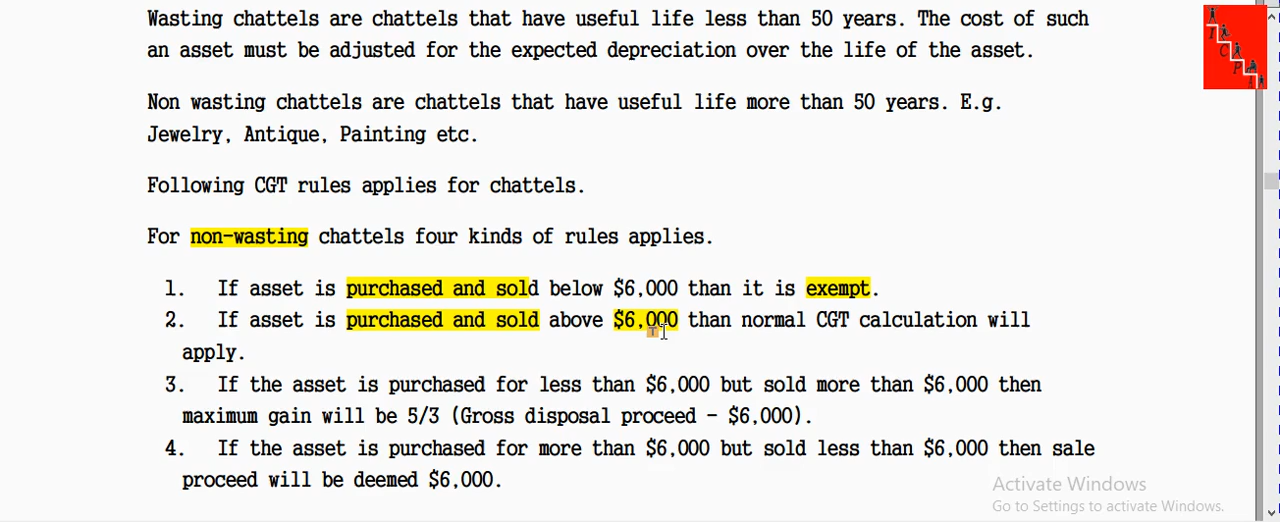 Wasting chattels are chattels that have useful life less than 50 years. The cost of such
an asset must be adjusted for the expected depreciation over the life of the asset.
Non wasting chattels are chattels that have useful life more than 50 years. E.g.
Jewelry, Antique, Painting etc.
Following CGT rules applies for chattels.
For non-wasting chattels four kinds of rules applies.
1. If asset is purchased and sold below $6,000 than it is exempt.
2. If asset is purchased and sold above $6,000 than normal CGT calculation will
apply.
3. If the asset is purchased for less than $6,000 but sold more than $6,000 then
maximum gain will be 5/3 (Gross disposal proceed - $6,000).
4. If the asset is purchased for more than $6,000 but sold less than $6,000 then sale
proceed will be deemed $6,000.
Activate Windows
Go to Settings to activate Windows.